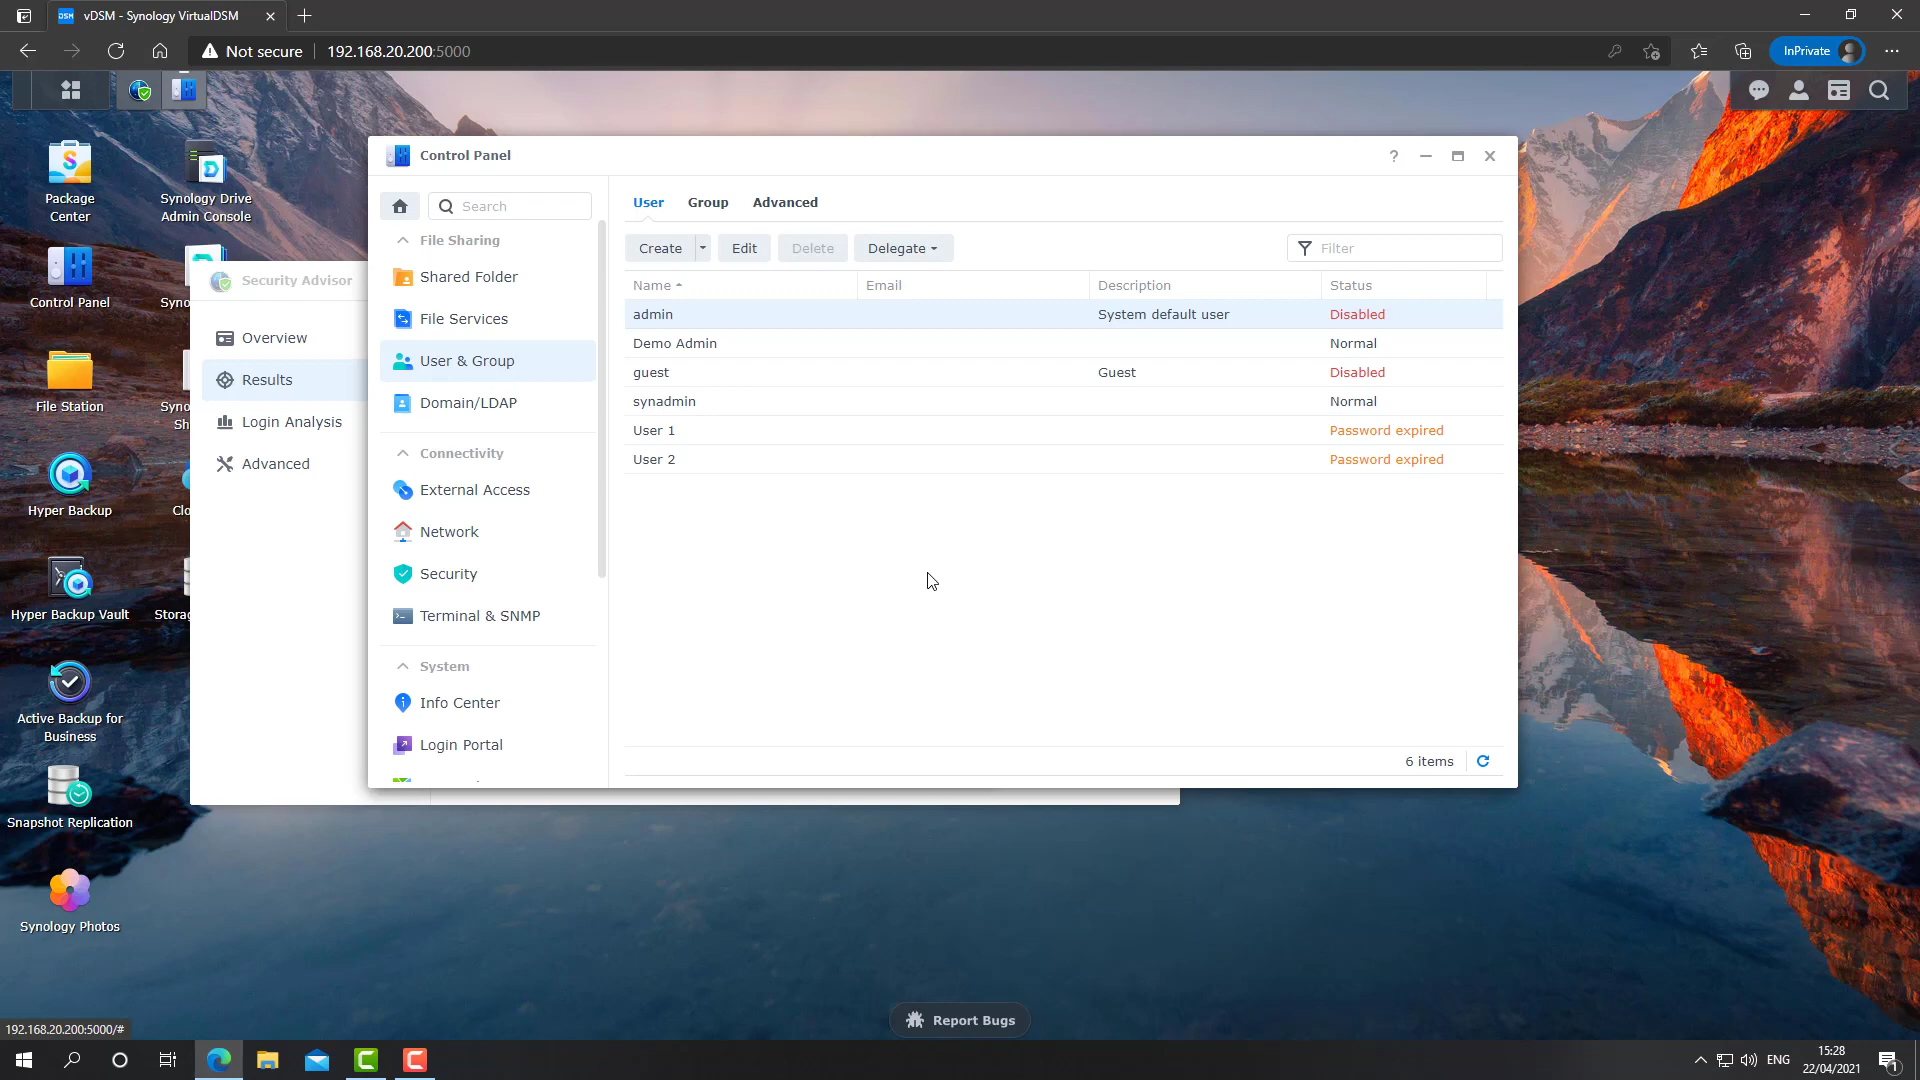 vDSM - Synology VirtualDSM
Not secure
192.168.20.200:5000
InPrivate
Package Center
Synology Drive Admin Console
Control Panel
File Station
Hyper Backup
Hyper Backup Vault
Active Backup for Business
Snapshot Replication
Synology Photos
Security Advisor
Overview
Results
Login Analysis
Advanced
Control Panel
?
Search
File Sharing
Shared Folder
File Services
User & Group
Domain/LDAP
Connectivity
External Access
Network
Security
Terminal & SNMP
System
Info Center
Login Portal
User Group Advanced
Create Edit Delete Delegate
Filter
Name Email Description Status
admin System default user Disabled
Demo Admin Normal
guest Guest Disabled
synadmin Normal
User 1 Password expired
User 2 Password expired
6 items
Report Bugs
192.168.20.200:5000/#
ENG
15:28
22/04/2021
1